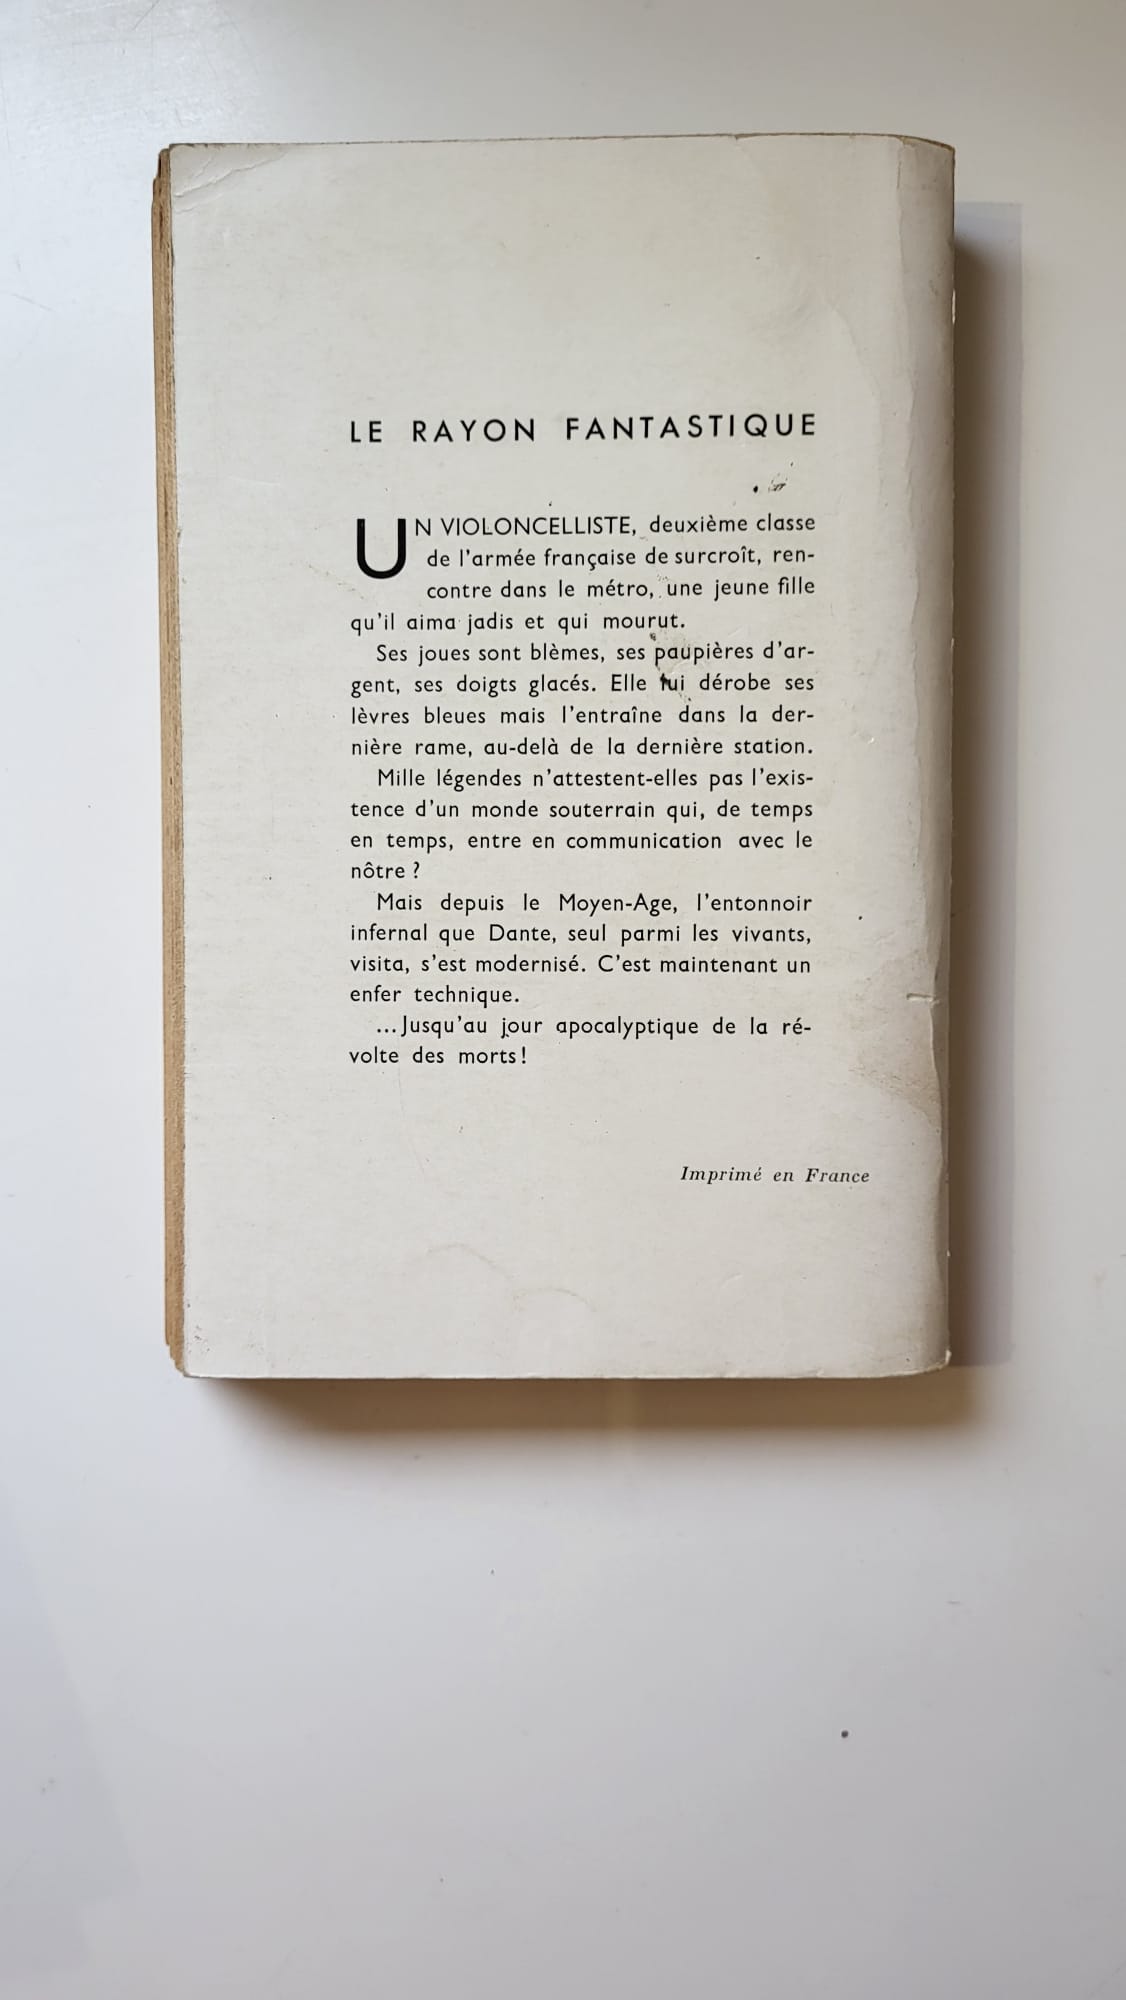 LE RAYON FANTASTIQUE
UN VIOLONCELLISTE, deuxième classe
de l'armée française de surcroît, ren-
contre dans le métro, une jeune fille
qu'il aima jadis et qui mourut.
Ses joues sont blèmes, ses paupières d'ar-
gent, ses doigts glacés. Elle lui dérobe ses
lèvres bleues mais l'entraîne dans la der-
nière rame, au-delà de la dernière station.
Mille légendes n'attestent-elles pas l'exis-
tence d'un monde souterrain qui, de temps
en temps, entre en communication avec le
nôtre ?
Mais depuis le Moyen-Age, l'entonnoir
infernal que Dante, seul parmi les vivants,
visita, s'est modernisé. C'est maintenant un
enfer technique.
...Jusqu'au jour apocalyptique de la ré-
volte des morts !
Imprimé en France